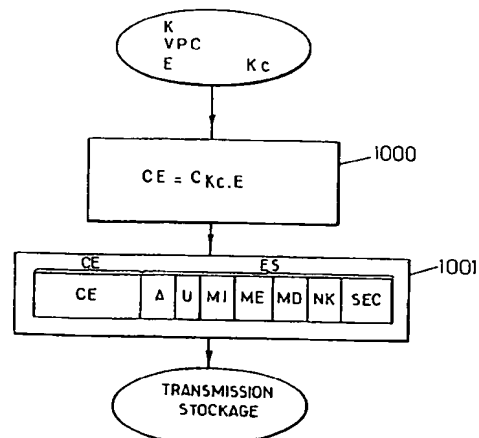 K
VPC
E Kc
CE = CKc.E
1000
CE ES
1001
CE Δ U MI ME MD NK SEC
TRANSMISSION
STOCKAGE